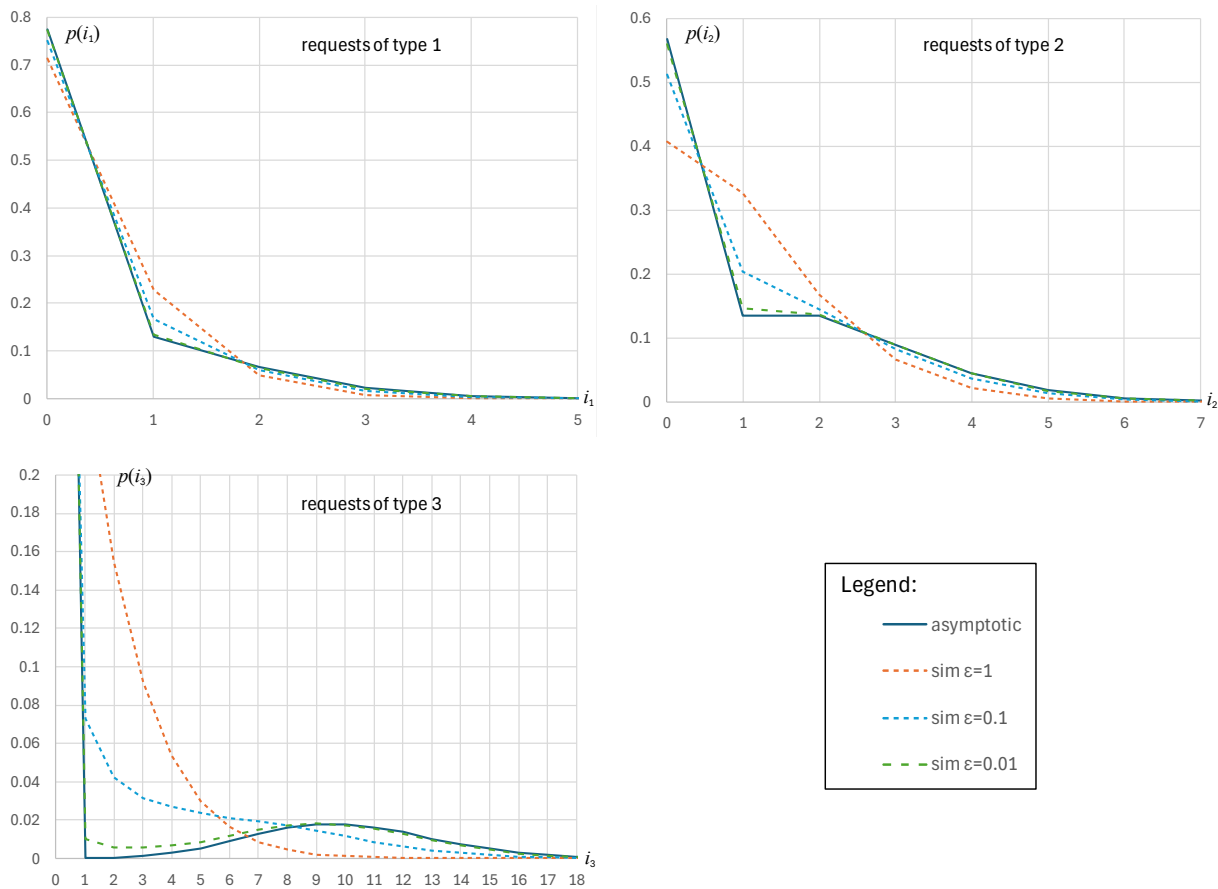 p(i₁)
requests of type 1
0.8
0.7
0.6
0.5
0.4
0.3
0.2
0.1
0
0 1 2 3 4 5
i₁
p(i₂)
requests of type 2
0.6
0.5
0.4
0.3
0.2
0.1
0
0 1 2 3 4 5 6 7
i₂
p(i₃)
requests of type 3
0.2
0.18
0.16
0.14
0.12
0.1
0.08
0.06
0.04
0.02
0
0 1 2 3 4 5 6 7 8 9 10 11 12 13 14 15 16 17 18
i₃
Legend:
asymptotic
sim ε=1
sim ε=0.1
sim ε=0.01